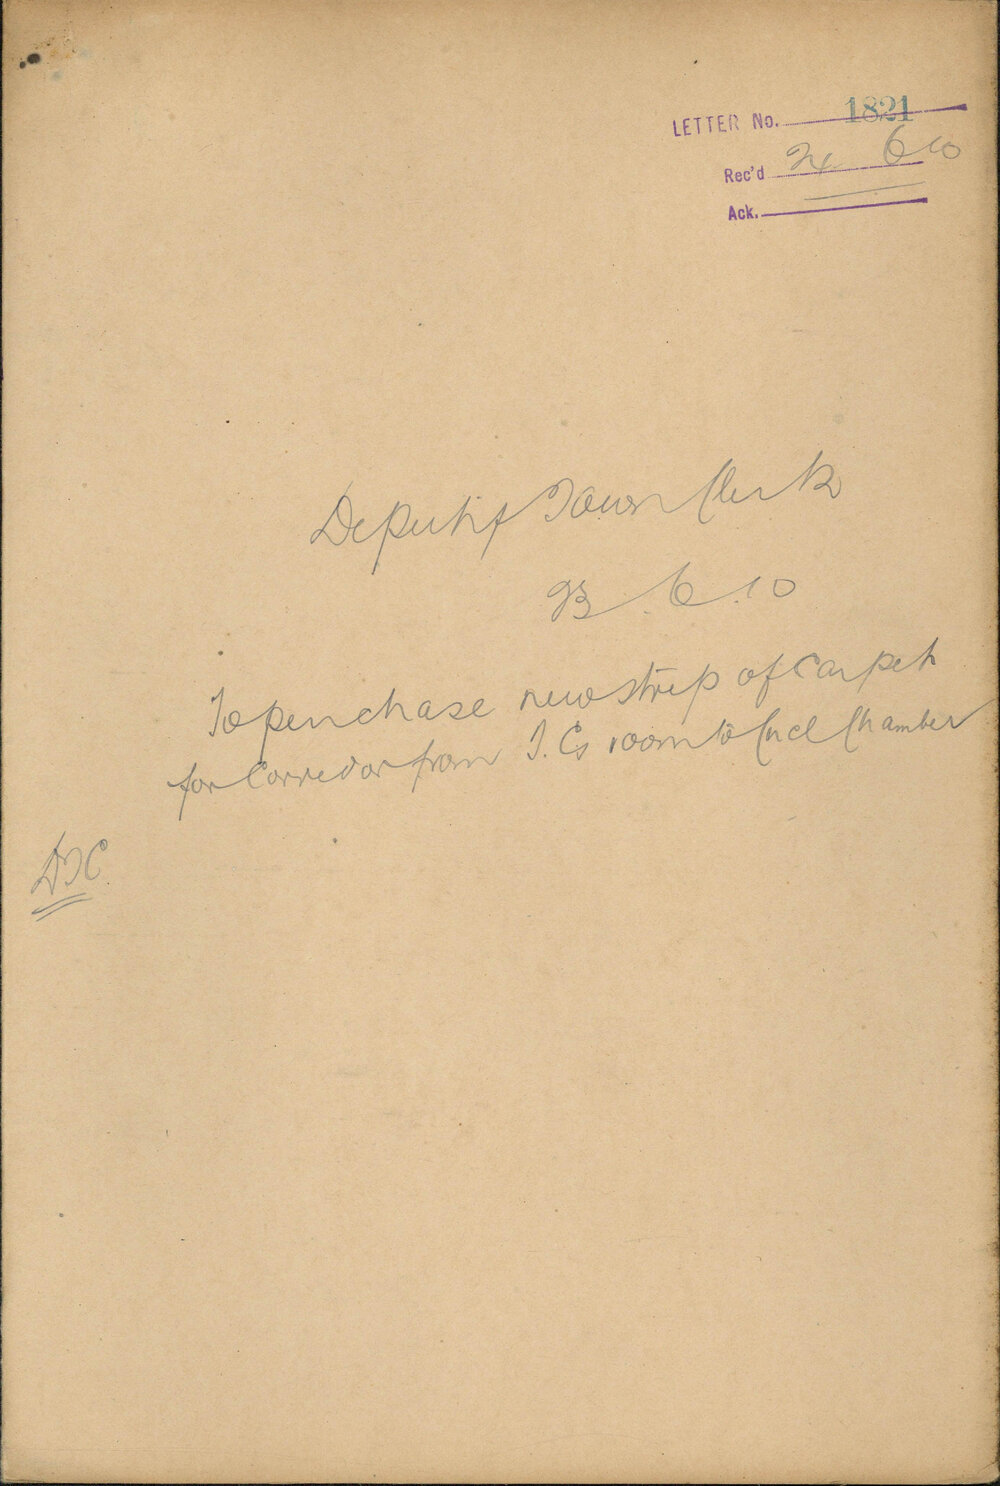 LETTER No. 1821
Rec'd 24 6 10
Ack.
Deputy Town Clerk
23.6.10
To purchase new strip of Carpet
for Corridor from T.Cs room to Cncl Chamber
DTC